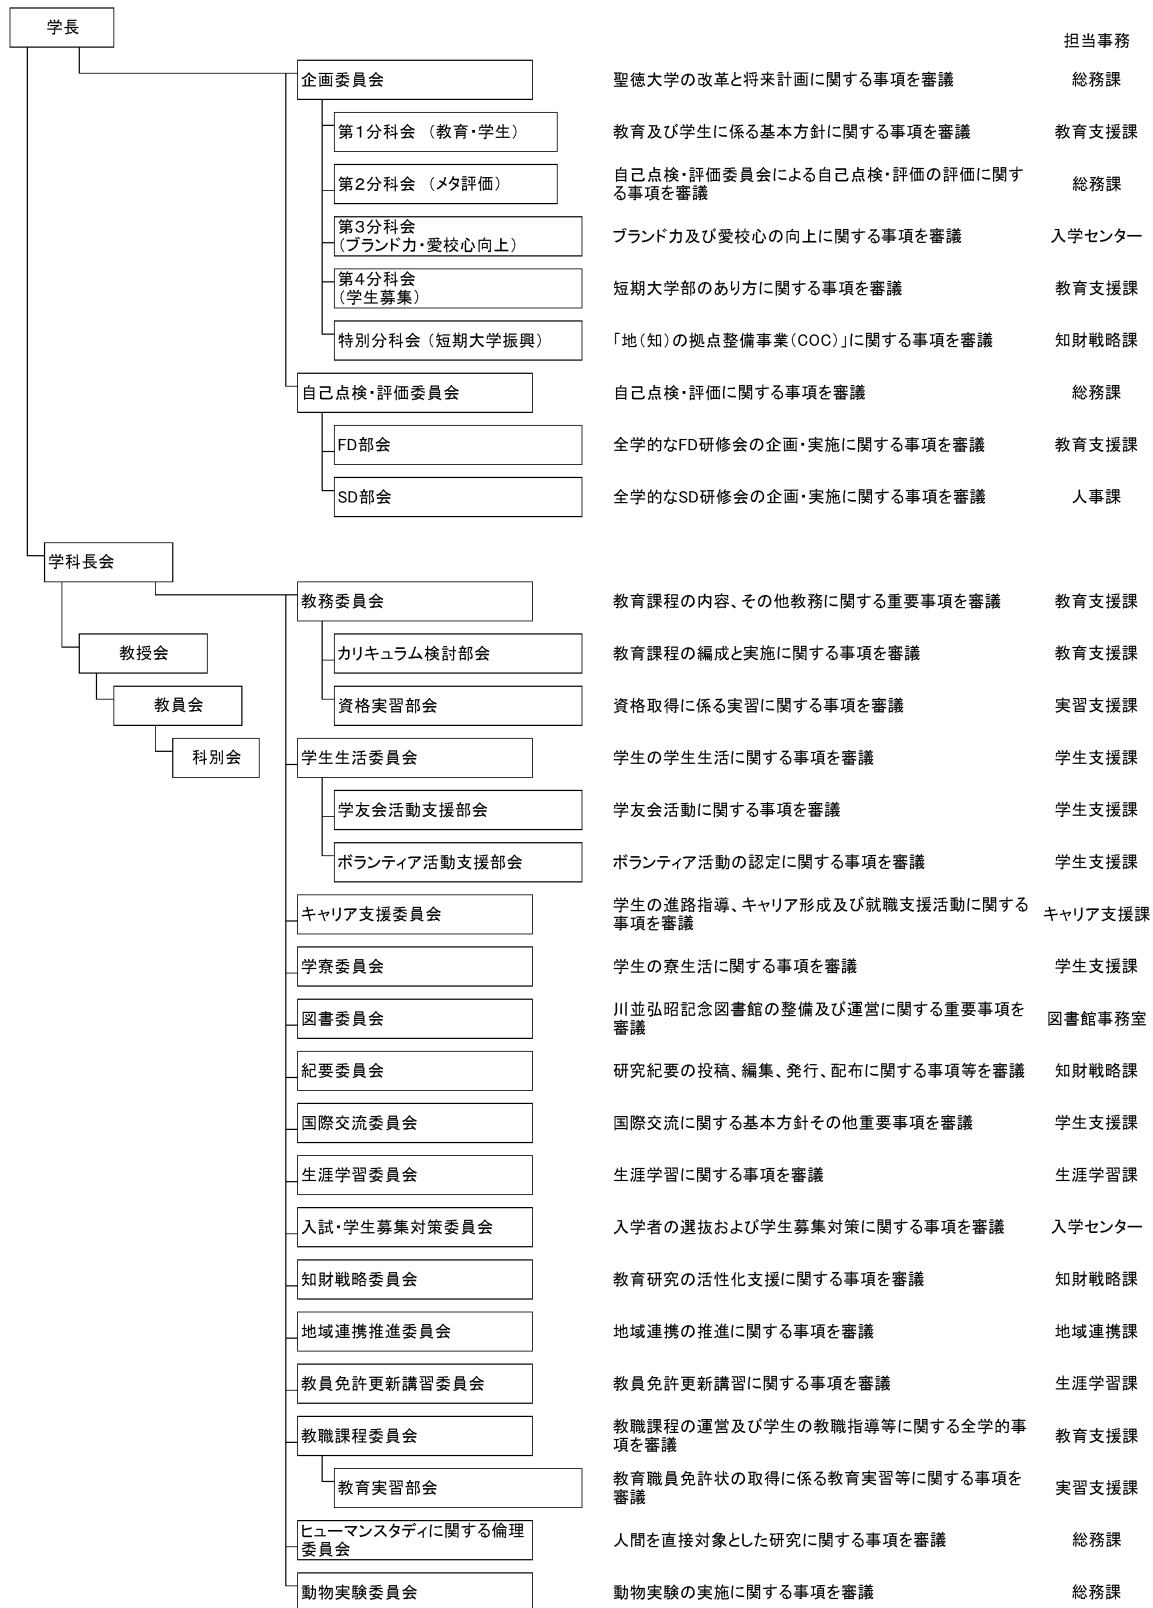 学長
担当事務
企画委員会 聖徳大学の改革と将来計画に関する事項を審議 総務課
第1分科会 (教育・学生) 教育及び学生に係る基本方針に関する事項を審議 教育支援課
第2分科会 (メタ評価) 自己点検・評価委員会による自己点検・評価の評価に関す
る事項を審議 総務課
第3分科会
(ブランド力・愛校心向上) ブランド力及び愛校心の向上に関する事項を審議 入学センター
第4分科会
(学生募集) 短期大学部のあり方に関する事項を審議 教育支援課
特別分科会 (短期大学振興) 「地(知)の拠点整備事業(COC)」に関する事項を審議 知財戦略課
自己点検・評価委員会 自己点検・評価に関する事項を審議 総務課
FD部会 全学的なFD研修会の企画・実施に関する事項を審議 教育支援課
SD部会 全学的なSD研修会の企画・実施に関する事項を審議 人事課
学科長会
教務委員会 教育課程の内容、その他教務に関する重要事項を審議 教育支援課
教授会 カリキュラム検討部会 教育課程の編成と実施に関する事項を審議 教育支援課
教員会 資格実習部会 資格取得に係る実習に関する事項を審議 実習支援課
科別会 学生生活委員会 学生の学生生活に関する事項を審議 学生支援課
学友会活動支援部会 学友会活動に関する事項を審議 学生支援課
ボランティア活動支援部会 ボランティア活動の認定に関する事項を審議 学生支援課
キャリア支援委員会 学生の進路指導、キャリア形成及び就職支援活動に関する
事項を審議 キャリア支援課
学寮委員会 学生の寮生活に関する事項を審議 学生支援課
図書委員会 川並弘昭記念図書館の整備及び運営に関する重要事項を
審議 図書館事務室
紀要委員会 研究紀要の投稿、編集、発行、配布に関する事項等を審議 知財戦略課
国際交流委員会 国際交流に関する基本方針その他重要事項を審議 学生支援課
生涯学習委員会 生涯学習に関する事項を審議 生涯学習課
入試・学生募集対策委員会 入学者の選抜および学生募集対策に関する事項を審議 入学センター
知財戦略委員会 教育研究の活性化支援に関する事項を審議 知財戦略課
地域連携推進委員会 地域連携の推進に関する事項を審議 地域連携課
教員免許更新講習委員会 教員免許更新講習に関する事項を審議 生涯学習課
教職課程委員会 教職課程の運営及び学生の教職指導等に関する全学的事
項を審議 教育支援課
教育実習部会 教育職員免許状の取得に係る教育実習等に関する事項を
審議 実習支援課
ヒューマンスタディに関する倫理
委員会 人間を直接対象とした研究に関する事項を審議 総務課
動物実験委員会 動物実験の実施に関する事項を審議 総務課